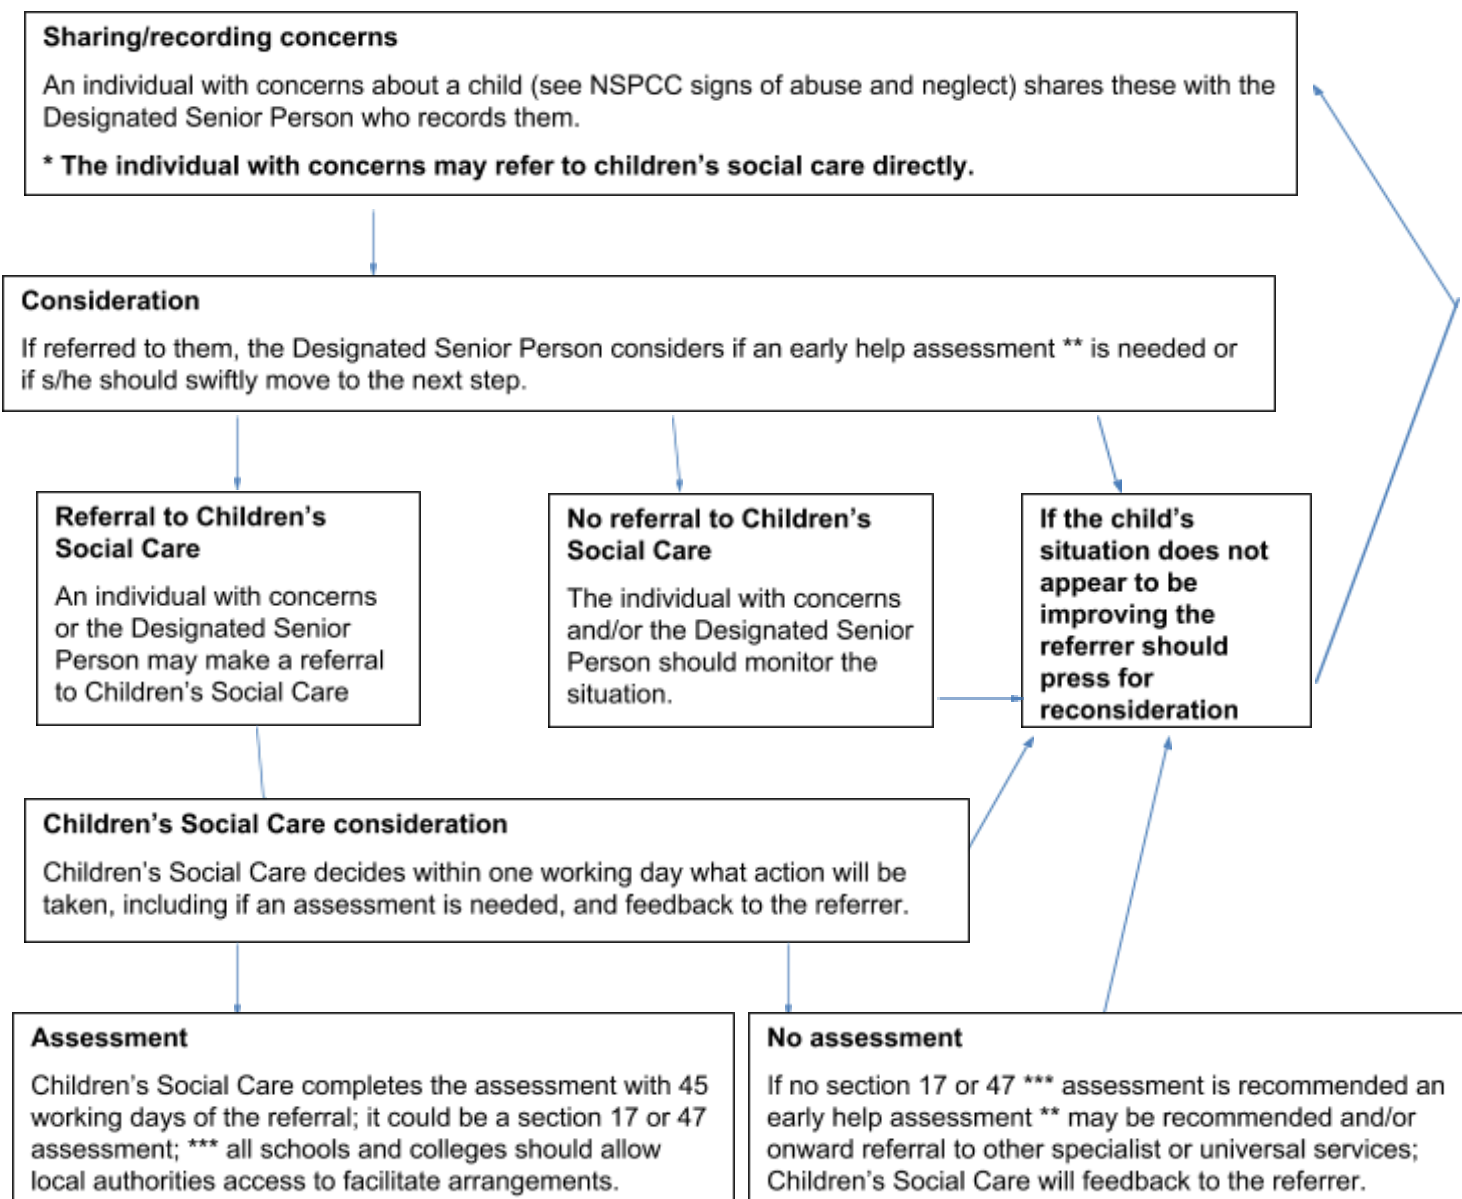 Sharing/recording concerns
An individual with concerns about a child (see NSPCC signs of abuse and neglect) shares these with the
Designated Senior Person who records them.
* The individual with concerns may refer to children’s social care directly.
Consideration
If referred to them, the Designated Senior Person considers if an early help assessment ** is needed or
if s/he should swiftly move to the next step.
Referral to Children’s
Social Care
An individual with concerns
or the Designated Senior
Person may make a referral
to Children’s Social Care
No referral to Children’s
Social Care
The individual with concerns
and/or the Designated Senior
Person should monitor the
situation.
If the child’s
situation does not
appear to be
improving the
referrer should
press for
reconsideration
Children’s Social Care consideration
Children’s Social Care decides within one working day what action will be
taken, including if an assessment is needed, and feedback to the referrer.
Assessment
Children’s Social Care completes the assessment with 45
working days of the referral; it could be a section 17 or 47
assessment; *** all schools and colleges should allow
local authorities access to facilitate arrangements.
No assessment
If no section 17 or 47 *** assessment is recommended an
early help assessment ** may be recommended and/or
onward referral to other specialist or universal services;
Children’s Social Care will feedback to the referrer.